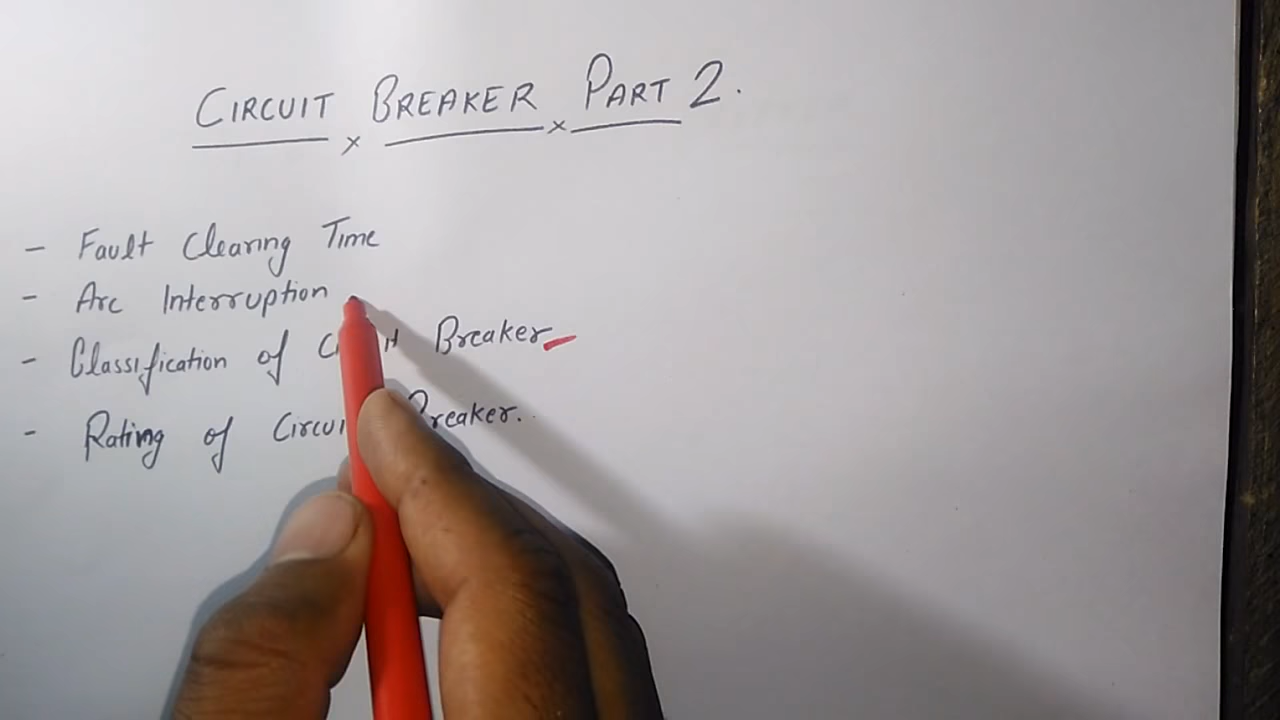 CIRCUIT BREAKER PART 2.
- Fault Clearing Time
- Arc Interruption
- Classification of Breaker
- Rating of Breaker.